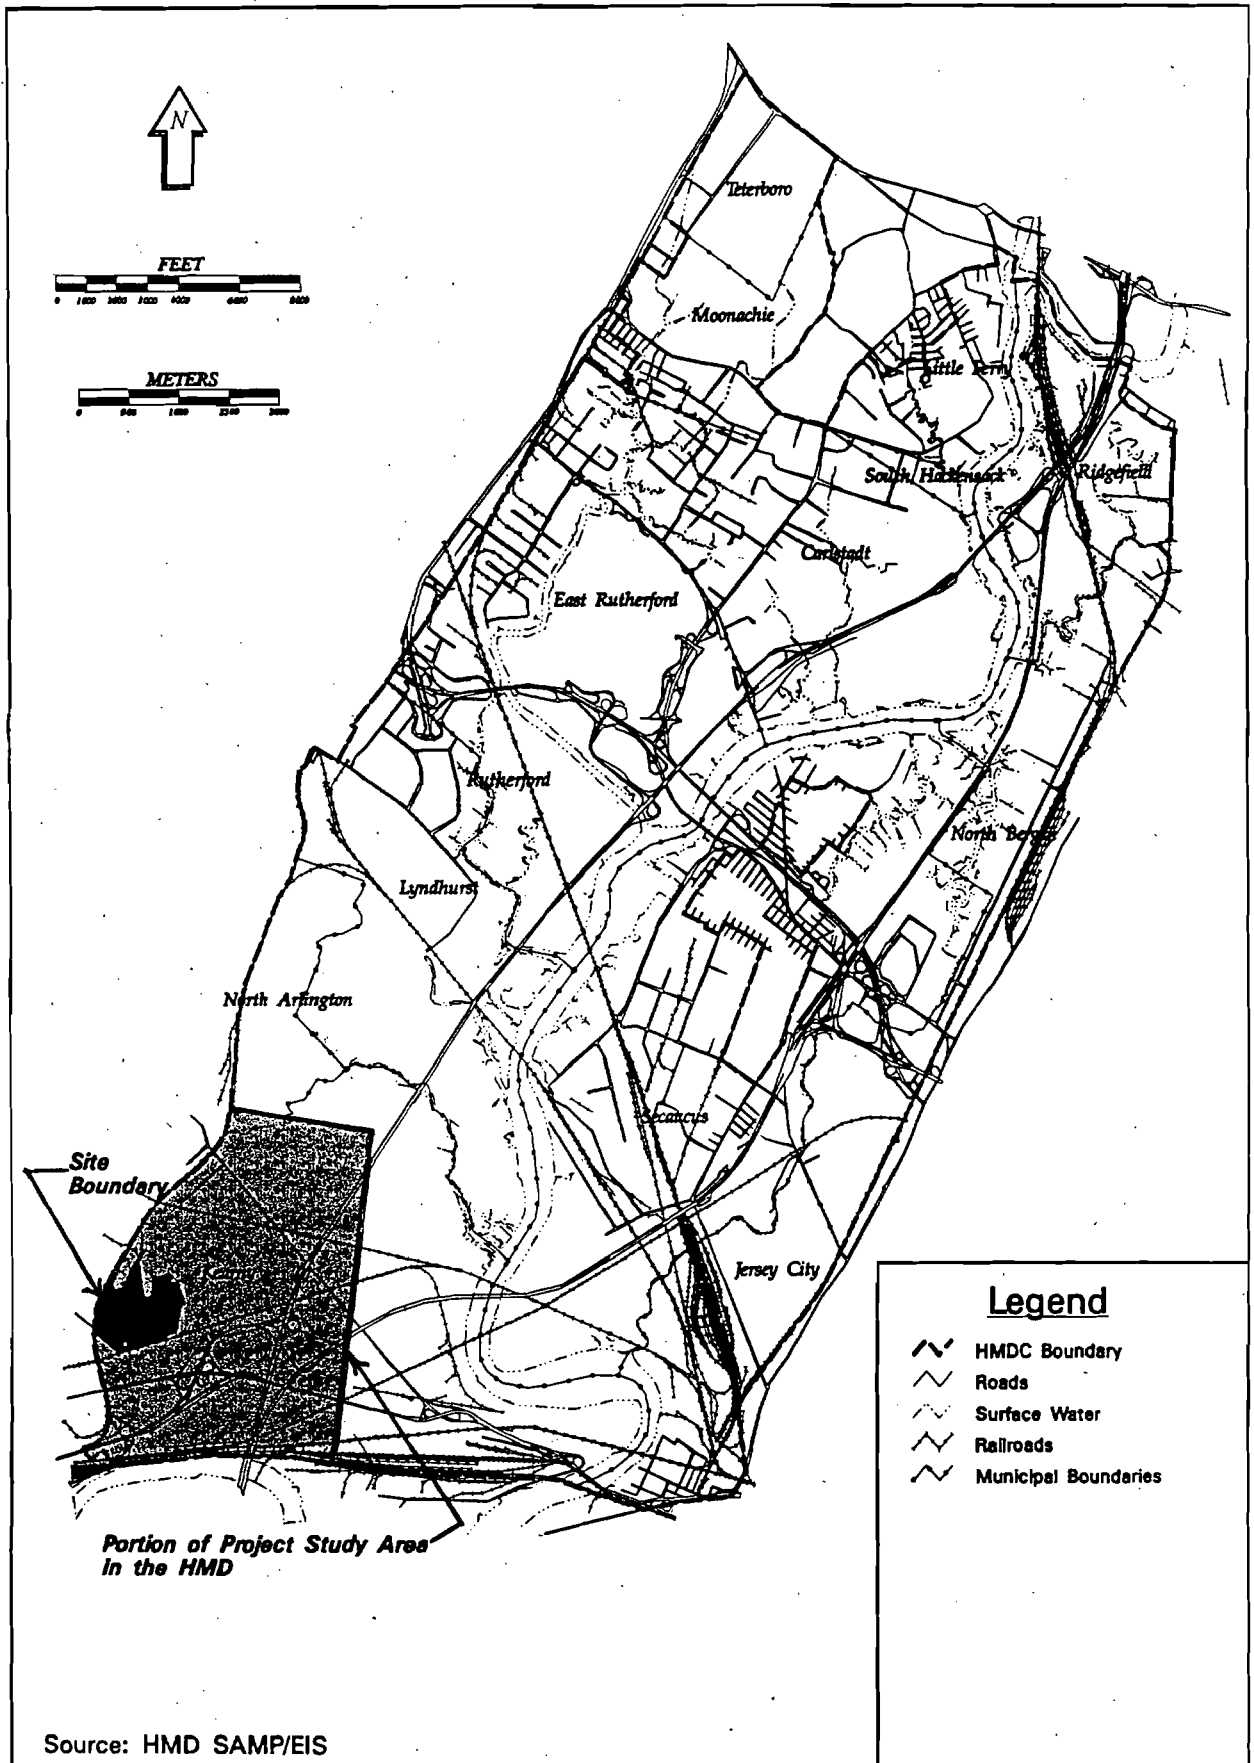 N
FEET
METERS
Teterboro
Moonachie
Little Ferry
South Hackensack
Ridgefield
Carlstadt
East Rutherford
Rutherford
North Bergen
Lyndhurst
North Arlington
Secaucus
Site
Boundary
Kearny
Jersey City
Legend
HMDC Boundary
Roads
Surface Water
Railroads
Municipal Boundaries
Portion of Project Study Area
in the HMD
Source: HMD SAMP/EIS